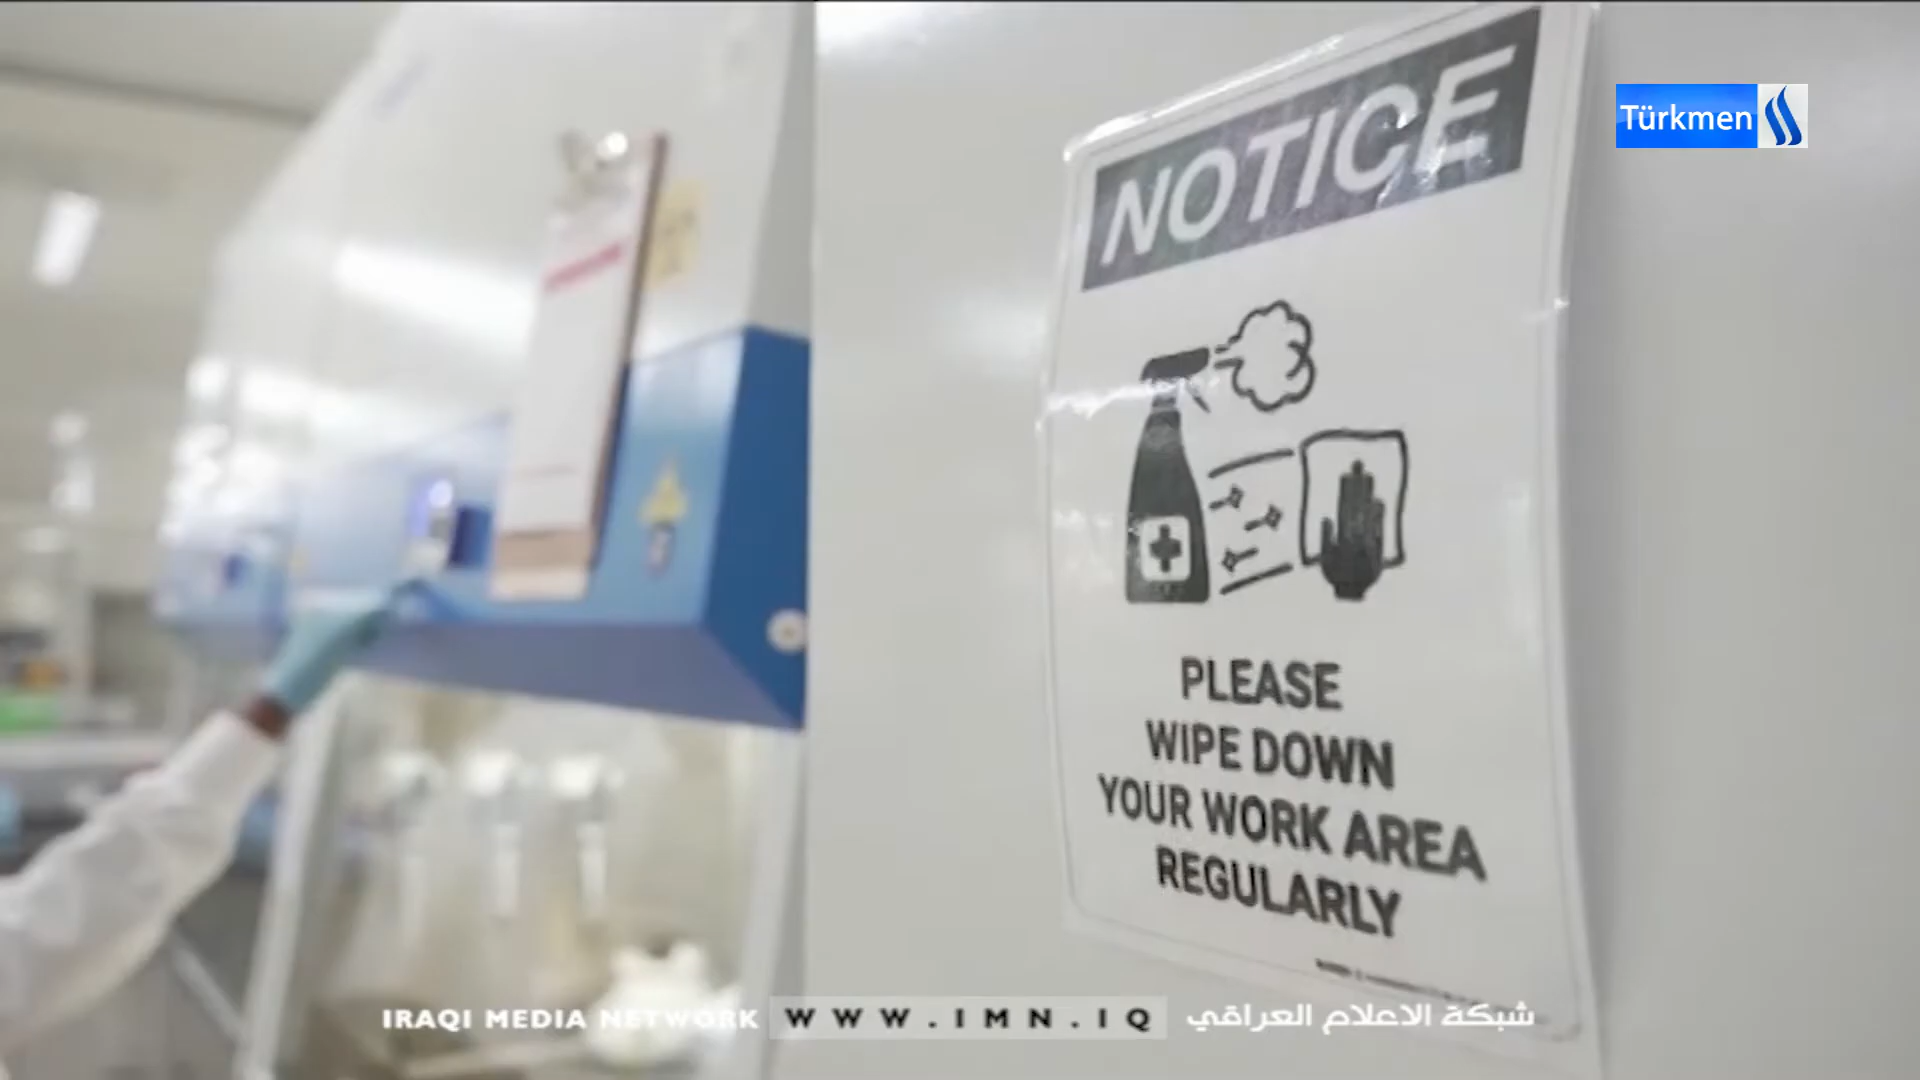 Türkmen
NOTICE
PLEASE
WIPE DOWN
YOUR WORK AREA
REGULARLY
IRAQI MEDIA NETWORK WWW.IMN.IQ شبكة الاعلام العراقي